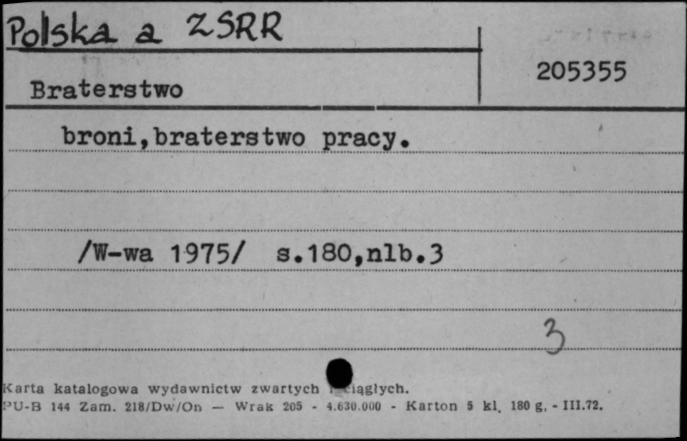 Polska a ZSRR
205355
Braterstwo
broni,braterstwo pracy.
/W-wa 1975/ s.180,nlb.3
3
Karta katalogowa wydawnictw zwartych i ciągłych.
PU-B 144 Zam. 218/Dw/On — Wrak 205 - 4.630.000 - Karton 5 kl. 180 g. - III.72.